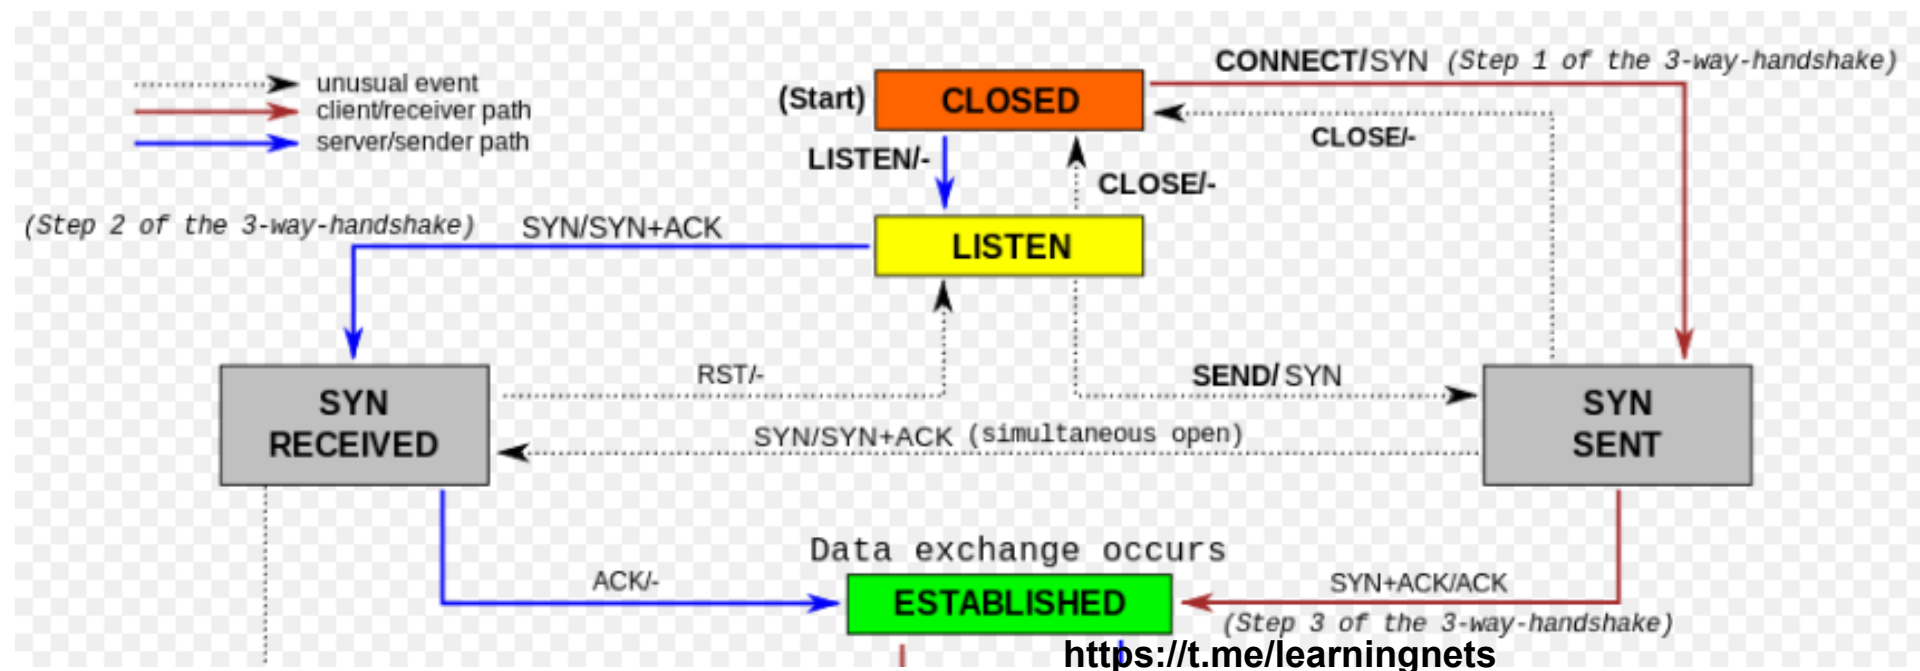 CONNECT/SYN (Step 1 of the 3-way-handshake)
unusual event
client/receiver path
server/sender path
(Start)
CLOSED
CLOSE/-
LISTEN/-
CLOSE/-
(Step 2 of the 3-way-handshake)
SYN/SYN+ACK
LISTEN
RST/-
SEND/SYN
SYN
RECEIVED
SYN
SENT
SYN/SYN+ACK (simultaneous open)
Data exchange occurs
ACK/-
ESTABLISHED
SYN+ACK/ACK
(Step 3 of the 3-way-handshake)
https://t.me/learningnets